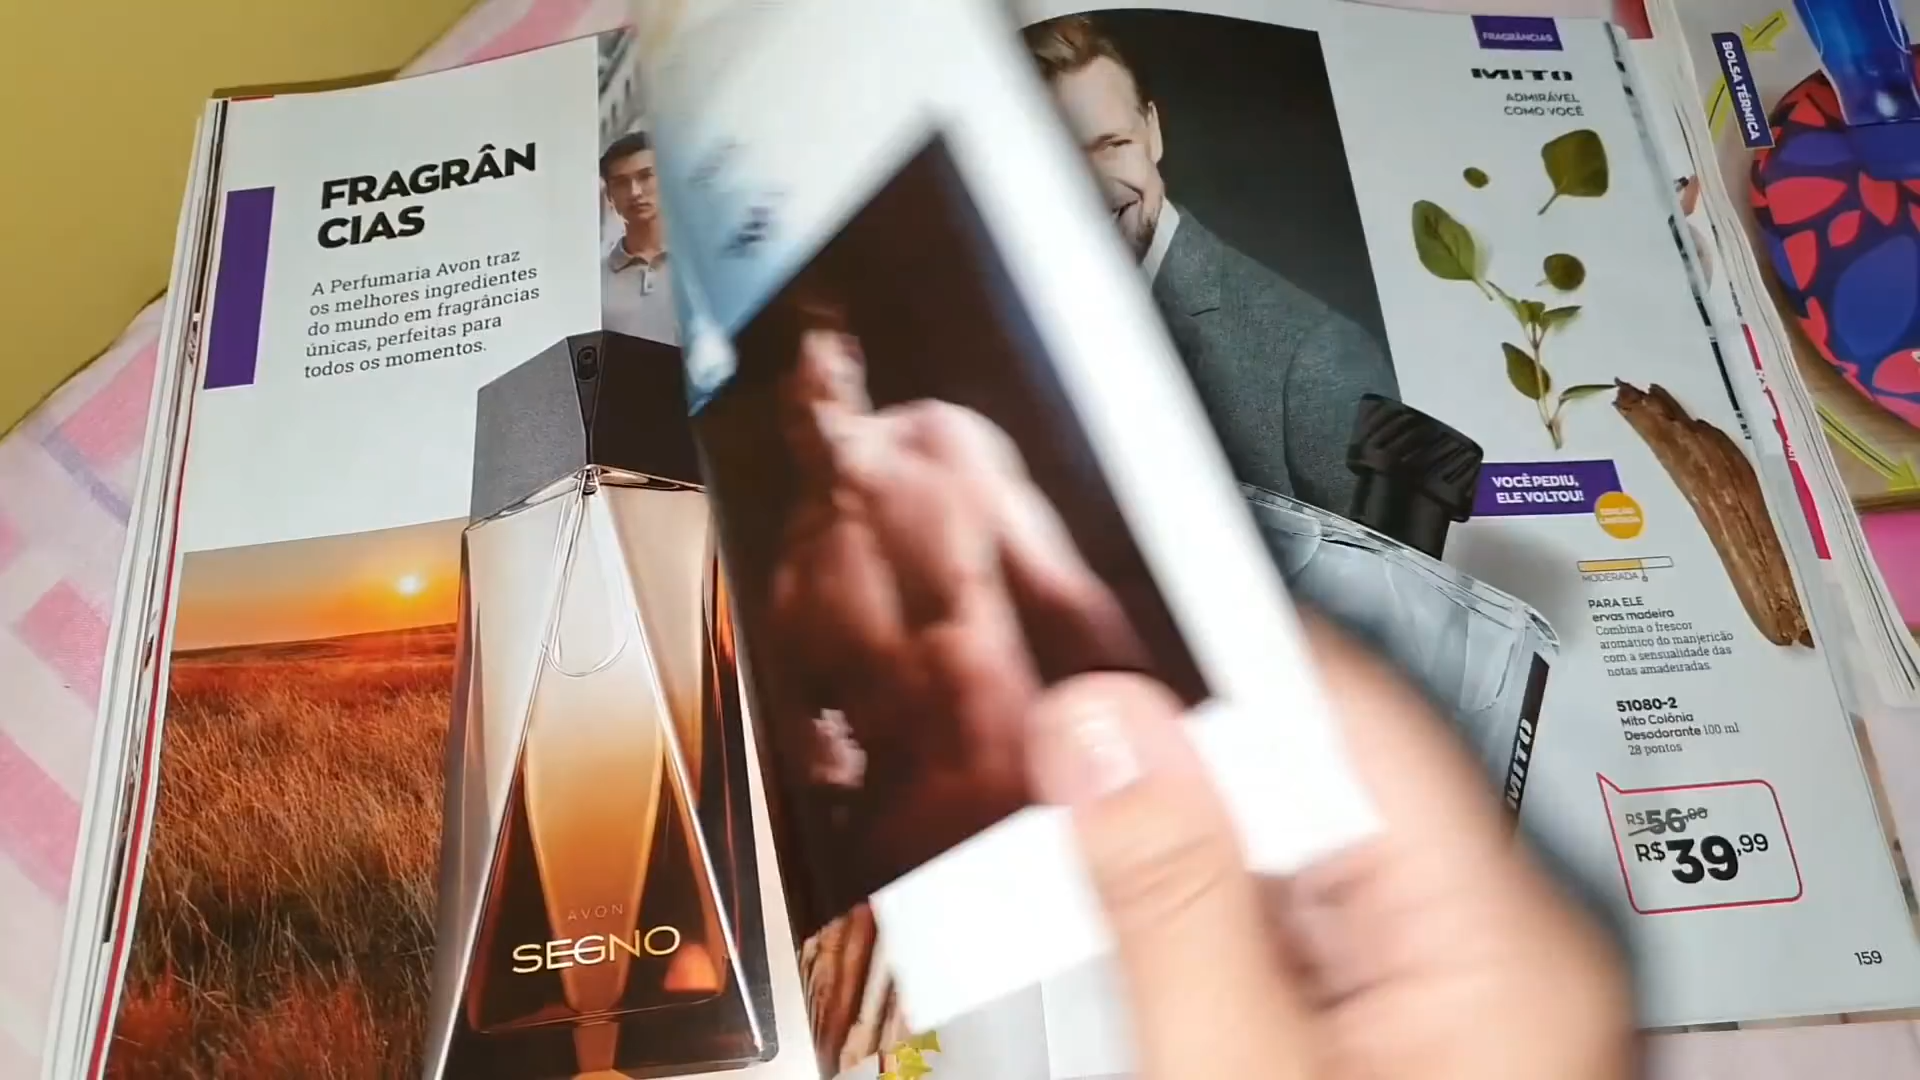 FRAGRÂN
CIAS
A Perfumaria Avon traz
os melhores ingredientes
do mundo em fragrâncias
únicas, perfeitas para
todos os momentos.
AVON
SEGNO
FRAGRÂNCIAS
MITO
ADMIRÁVEL
COMO VOCÊ
VOCÊ PEDIU,
ELE VOLTOU!
EDIÇÃO
LIMITADA
MODERADA
PARA ELE
ervas madeira
Combina o frescor
aromático do manjericão
com a sensualidade das
notas amadeiradas.
51080-2
Mito Colônia
Desodorante 100 ml
28 pontos
R$56,00
R$39,99
MITO
159
BOLSA TÉRMICA